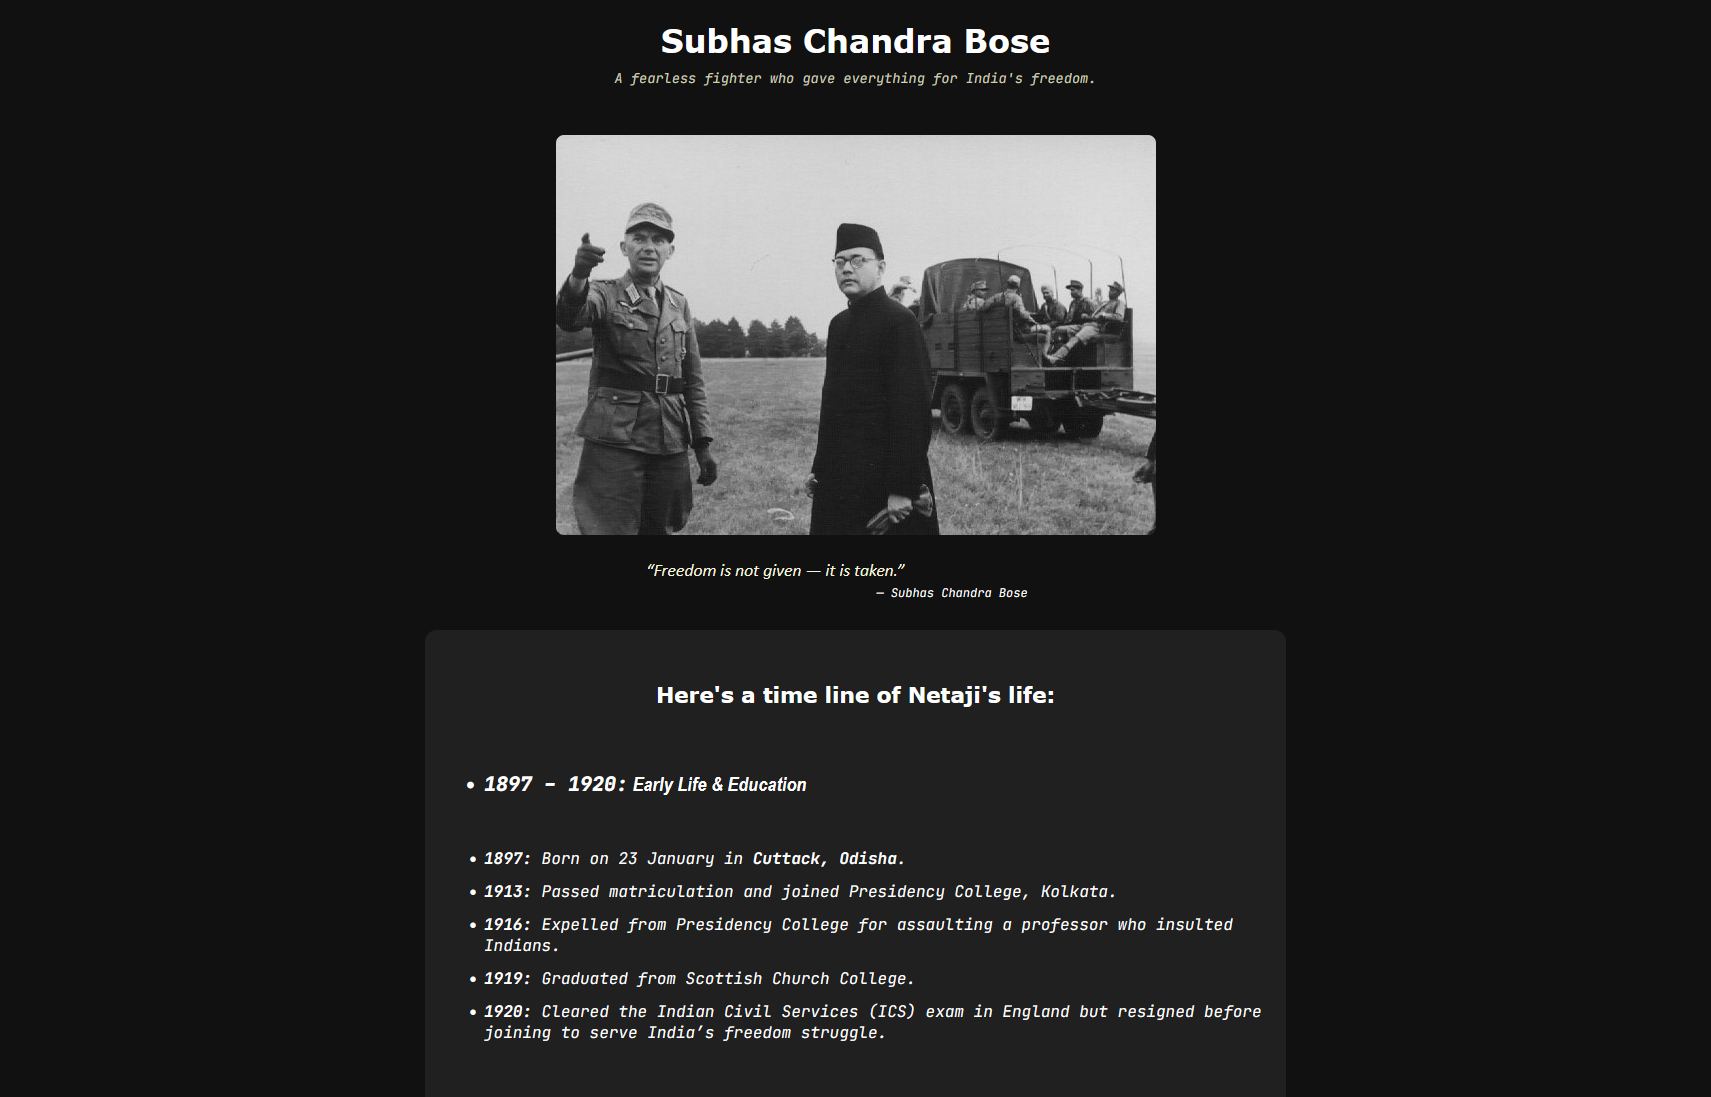 Subhas Chandra Bose
A fearless fighter who gave everything for India's freedom.
“Freedom is not given — it is taken.”
— Subhas Chandra Bose
Here's a time line of Netaji's life:
• 1897 - 1920: Early Life & Education
• 1897: Born on 23 January in Cuttack, Odisha.
• 1913: Passed matriculation and joined Presidency College, Kolkata.
• 1916: Expelled from Presidency College for assaulting a professor who insulted
Indians.
• 1919: Graduated from Scottish Church College.
• 1920: Cleared the Indian Civil Services (ICS) exam in England but resigned before
joining to serve India’s freedom struggle.